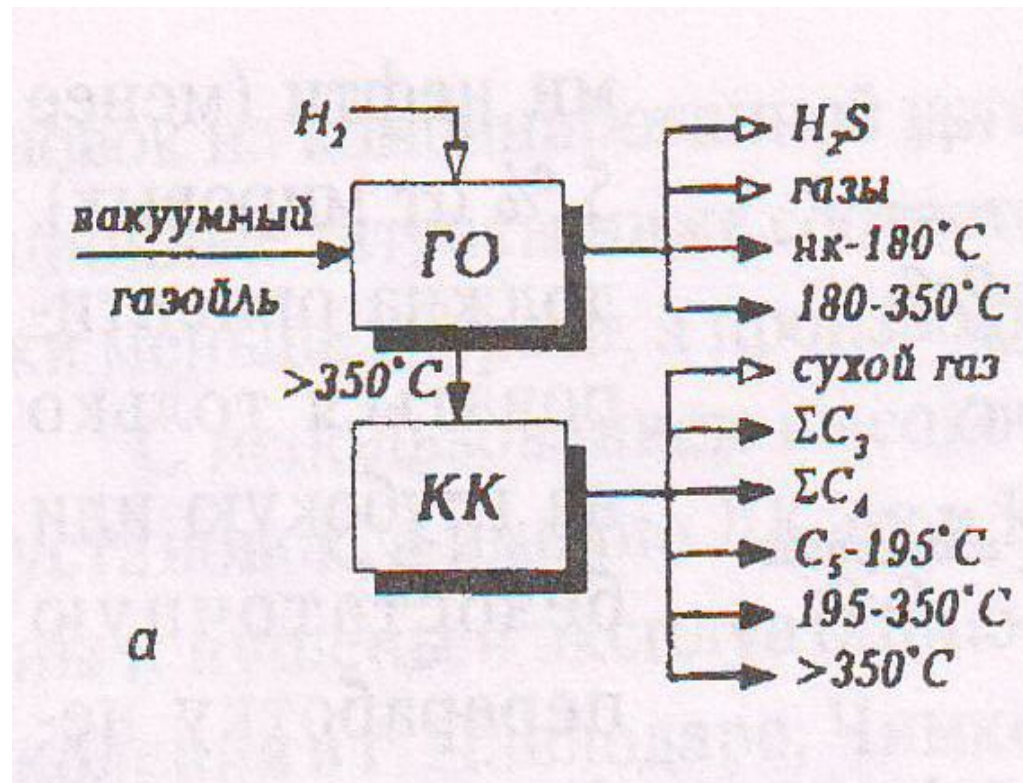 H₂
вакуумный
газойль
ГО
H₂S
газы
нк-180°C
180-350°C
>350°C
КК
сухой газ
ΣC₃
ΣC₄
C₅-195°C
195-350°C
>350°C
а